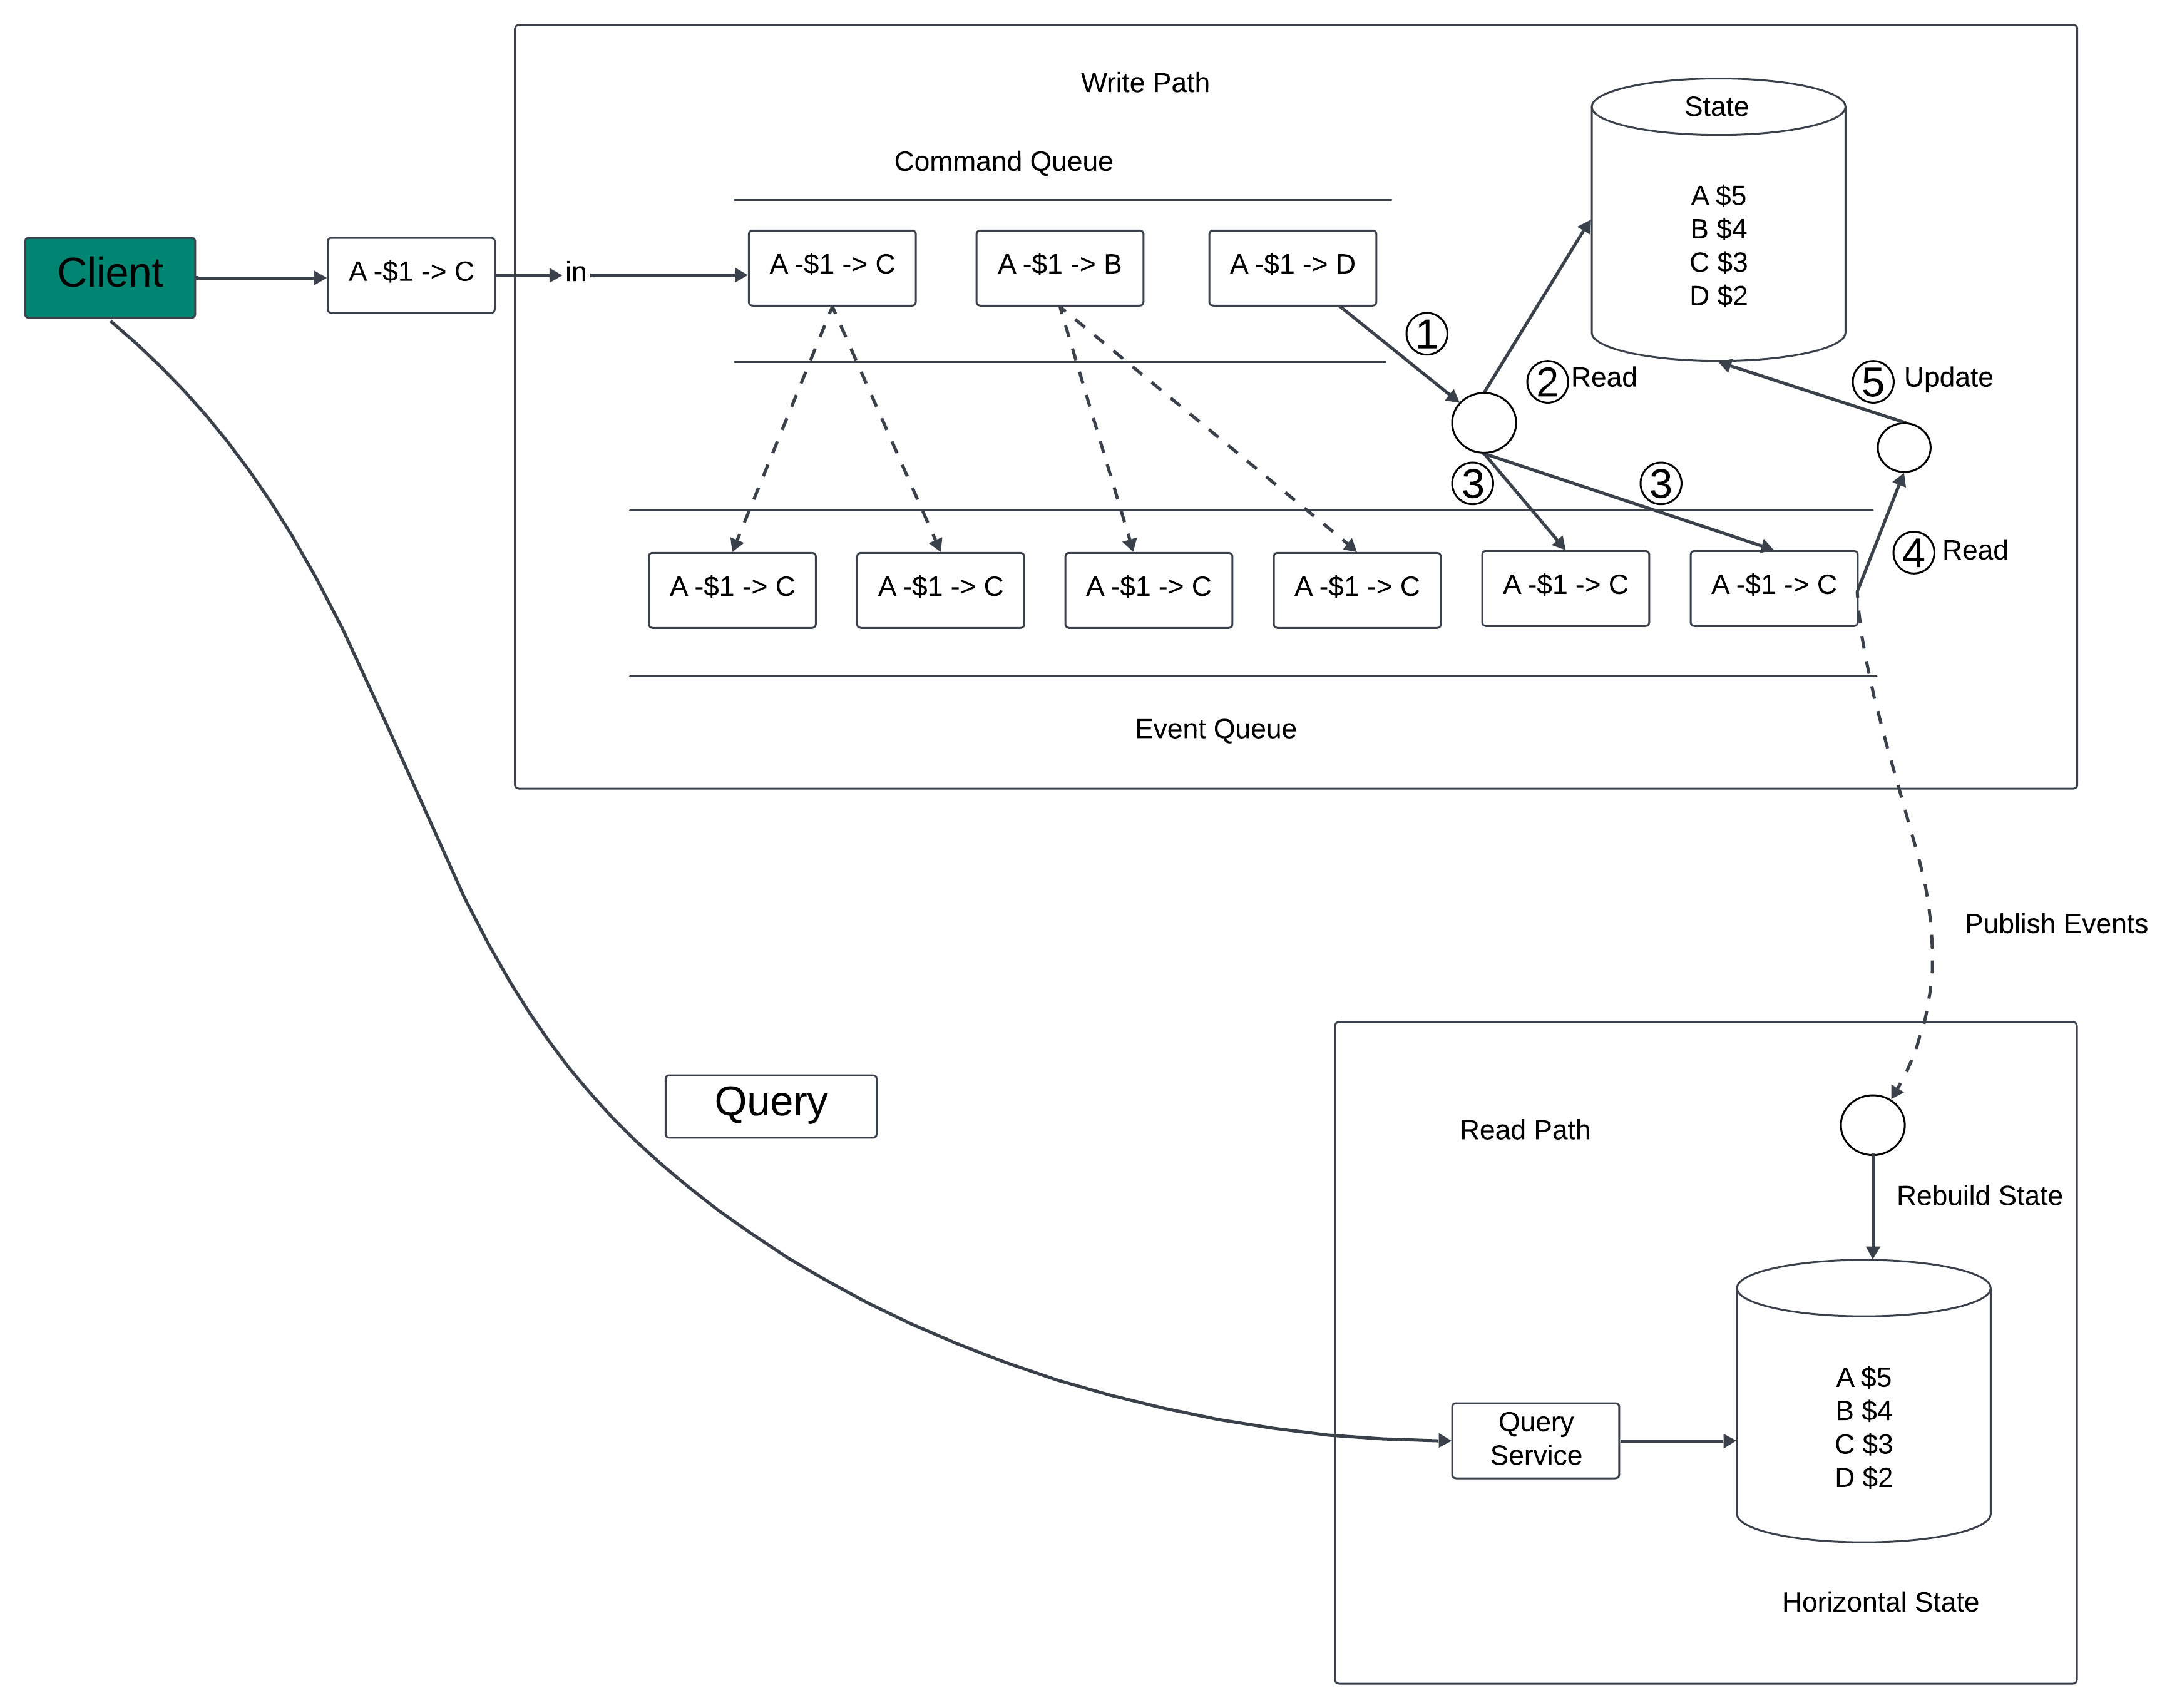 Write Path
State
Command Queue
A $5
B $4
C $3
D $2
Client
A -$1 -> C
in
A -$1 -> C
A -$1 -> B
A -$1 -> D
1
2 Read
5 Update
3
3
4 Read
A -$1 -> C
A -$1 -> C
A -$1 -> C
A -$1 -> C
A -$1 -> C
A -$1 -> C
Event Queue
Publish Events
Query
Read Path
Rebuild State
A $5
B $4
C $3
D $2
Query
Service
Horizontal State